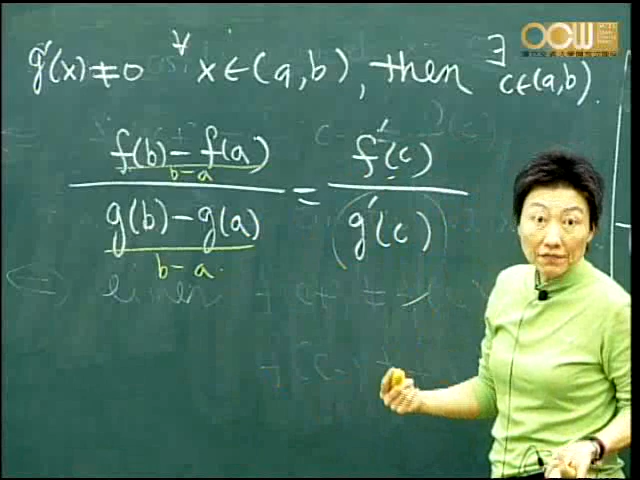 OCW
g'(x) ≠ 0 ∀ x ∈ (a,b), then ∃ c ∈ (a,b).
f(b) − f(a)
b − a
g(b) − g(a)
b − a
=
f'(c)
g'(c)